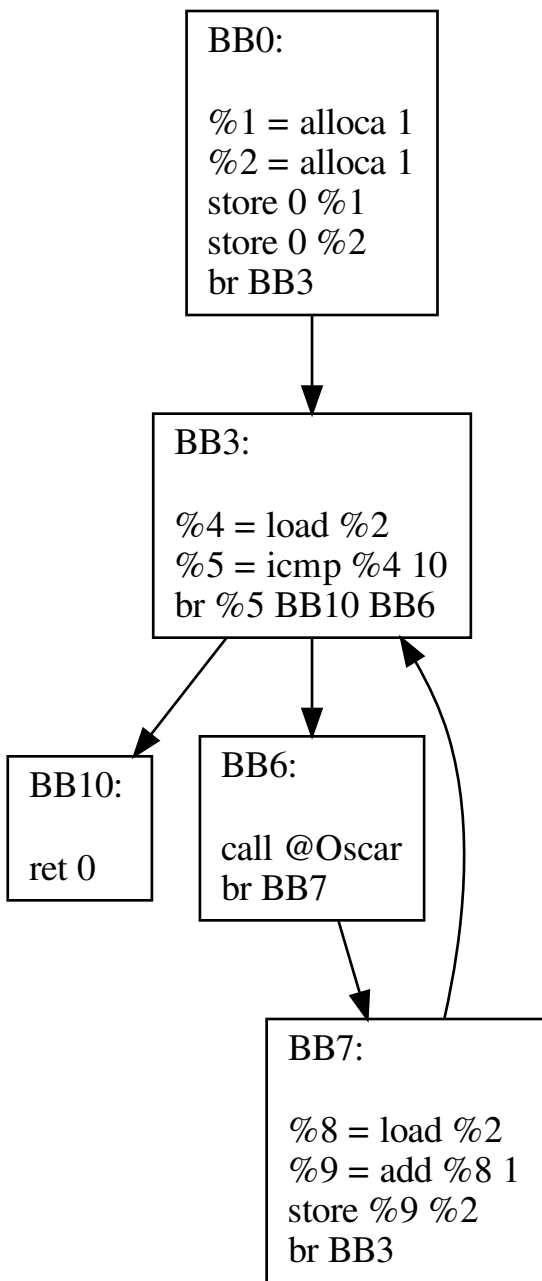 BB0:
%1 = alloca 1
%2 = alloca 1
store 0 %1
store 0 %2
br BB3
BB3:
%4 = load %2
%5 = icmp %4 10
br %5 BB10 BB6
BB10:
ret 0
BB6:
call @Oscar
br BB7
BB7:
%8 = load %2
%9 = add %8 1
store %9 %2
br BB3